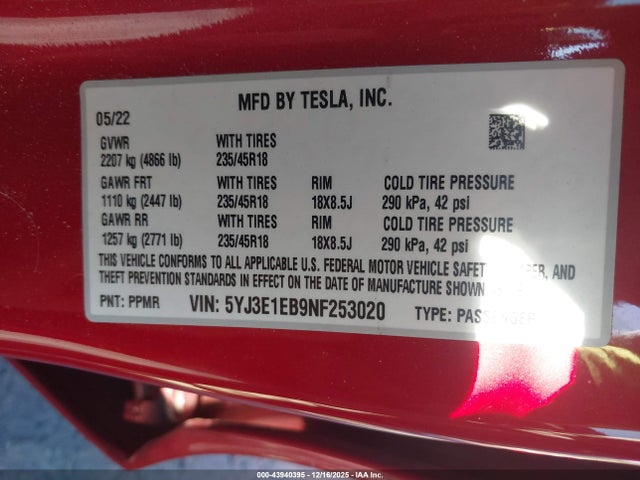 MFD BY TESLA, INC.
05/22
GVWR WITH TIRES
2207 kg (4866 lb) 235/45R18
GAWR FRT WITH TIRES RIM COLD TIRE PRESSURE
1110 kg (2447 lb) 235/45R18 18X8.5J 290 kPa, 42 psi
GAWR RR WITH TIRES RIM COLD TIRE PRESSURE
1257 kg (2771 lb) 235/45R18 18X8.5J 290 kPa, 42 psi
THIS VEHICLE CONFORMS TO ALL APPLICABLE U.S. FEDERAL MOTOR VEHICLE SAFETY, BUMPER, AND
THEFT PREVENTION STANDARDS IN EFFECT ON THE DATE OF MANUFACTURE SHOWN
PNT: PPMR VIN: 5YJ3E1EB9NF253020 TYPE: PASSENGER
000-43940395 - 12/16/2025 - IAA, Inc.